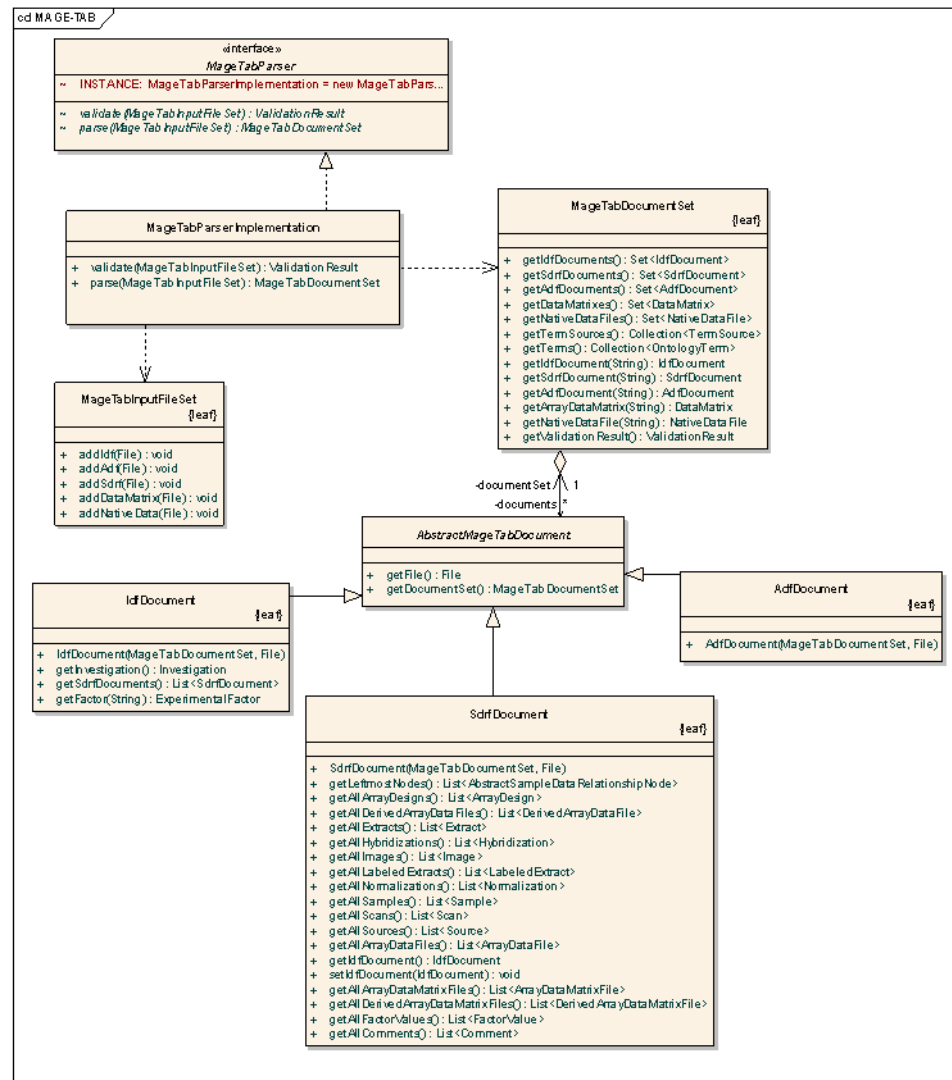 cd MAGE-TAB
«interface»
MageTabParser
~ INSTANCE: MageTabParserImplementation = new MageTabPars...
~ validate(MageTabInputFileSet) : ValidationResult
~ parse(MageTabInputFileSet) : MageTabDocumentSet
MageTabParserImplementation
+ validate(MageTabInputFileSet) : ValidationResult
+ parse(MageTabInputFileSet) : MageTabDocumentSet
MageTabDocumentSet
{leaf}
+ getIdfDocuments() : Set<IdfDocument>
+ getSdrfDocuments() : Set<SdrfDocument>
+ getAdfDocuments() : Set<AdfDocument>
+ getDataMatrixes() : Set<DataMatrix>
+ getNativeDataFiles() : Set<NativeDataFile>
+ getTermSources() : Collection<TermSource>
+ getTerms() : Collection<OntologyTerm>
+ getIdfDocument(String) : IdfDocument
+ getSdrfDocument(String) : SdrfDocument
+ getAdfDocument(String) : AdfDocument
+ getArrayDataMatrix(String) : DataMatrix
+ getNativeDataFile(String) : NativeDataFile
+ getValidationResult() : ValidationResult
MageTabInputFileSet
{leaf}
+ addIdf(File) : void
+ addAdf(File) : void
+ addSdrf(File) : void
+ addDataMatrix(File) : void
+ addNativeData(File) : void
-documentSet 1
-documents *
AbstractMageTabDocument
+ getFile() : File
+ getDocumentSet() : MageTabDocumentSet
IdfDocument
{leaf}
+ IdfDocument(MageTabDocumentSet, File)
+ getInvestigation() : Investigation
+ getSdrfDocuments() : List<SdrfDocument>
+ getFactor(String) : ExperimentalFactor
AdfDocument
{leaf}
+ AdfDocument(MageTabDocumentSet, File)
SdrfDocument
{leaf}
+ SdrfDocument(MageTabDocumentSet, File)
+ getLeftmostNodes() : List<AbstractSampleDataRelationshipNode>
+ getAllArrayDesigns() : List<ArrayDesign>
+ getAllDerivedArrayDataFiles() : List<DerivedArrayDataFile>
+ getAllExtracts() : List<Extract>
+ getAllHybridizations() : List<Hybridization>
+ getAllImages() : List<Image>
+ getAllLabeledExtracts() : List<LabeledExtract>
+ getAllNormalizations() : List<Normalization>
+ getAllSamples() : List<Sample>
+ getAllScans() : List<Scan>
+ getAllSources() : List<Source>
+ getAllArrayDataFiles() : List<ArrayDataFile>
+ getIdfDocument() : IdfDocument
+ setIdfDocument(IdfDocument) : void
+ getAllArrayDataMatrixFiles() : List<ArrayDataMatrixFile>
+ getAllDerivedArrayDataMatrixFiles() : List<DerivedArrayDataMatrixFile>
+ getAllFactorValues() : List<FactorValue>
+ getAllComments() : List<Comment>